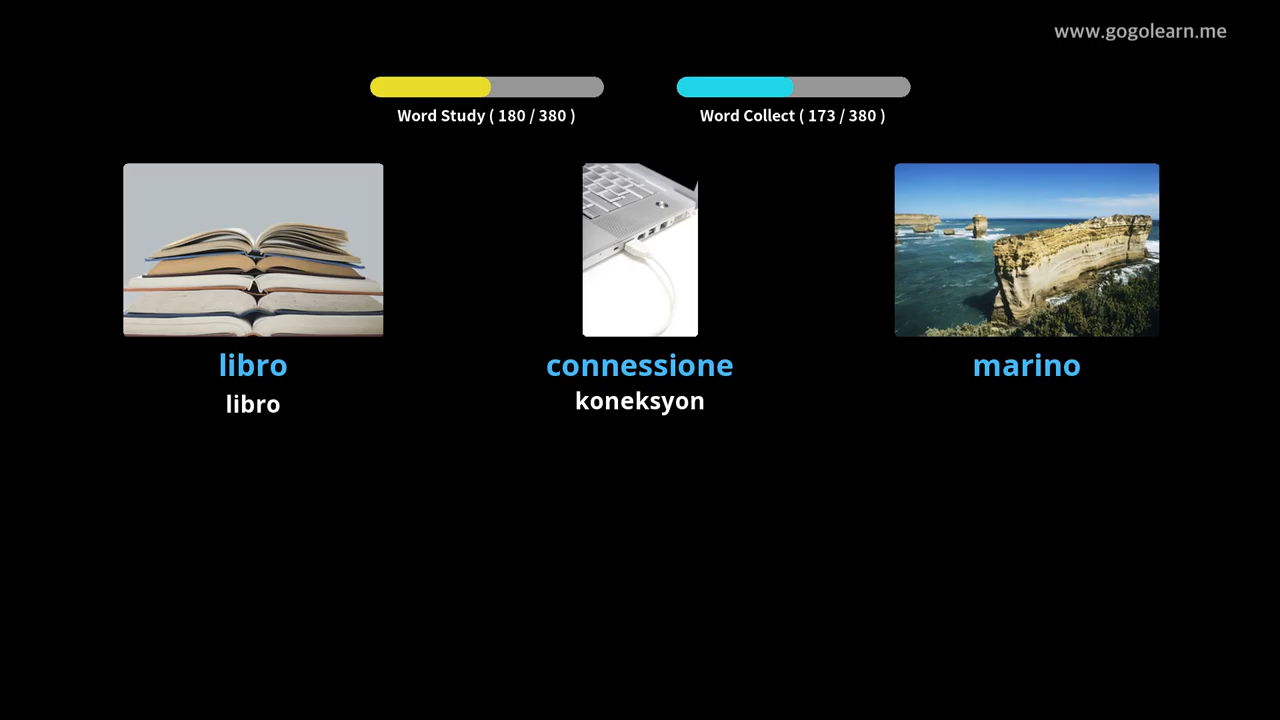 www.gogolearn.me
Word Study ( 180 / 380 )
Word Collect ( 173 / 380 )
libro
connessione
marino
libro
koneksyon